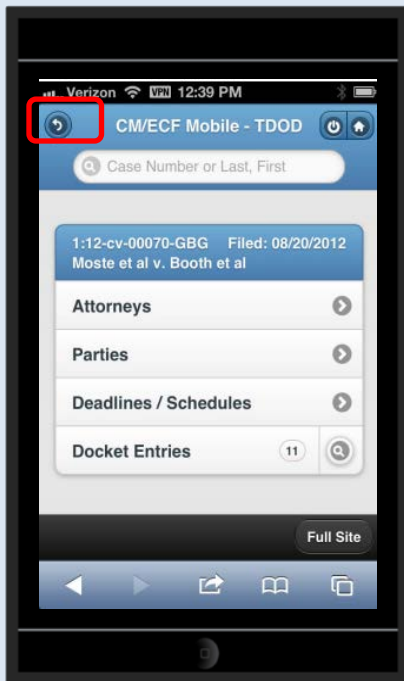 Verizon VPN 12:39 PM
CM/ECF Mobile - TDOD
Case Number or Last, First
1:12-cv-00070-GBG Filed: 08/20/2012
Moste et al v. Booth et al
Attorneys
Parties
Deadlines / Schedules
Docket Entries 11
Full Site